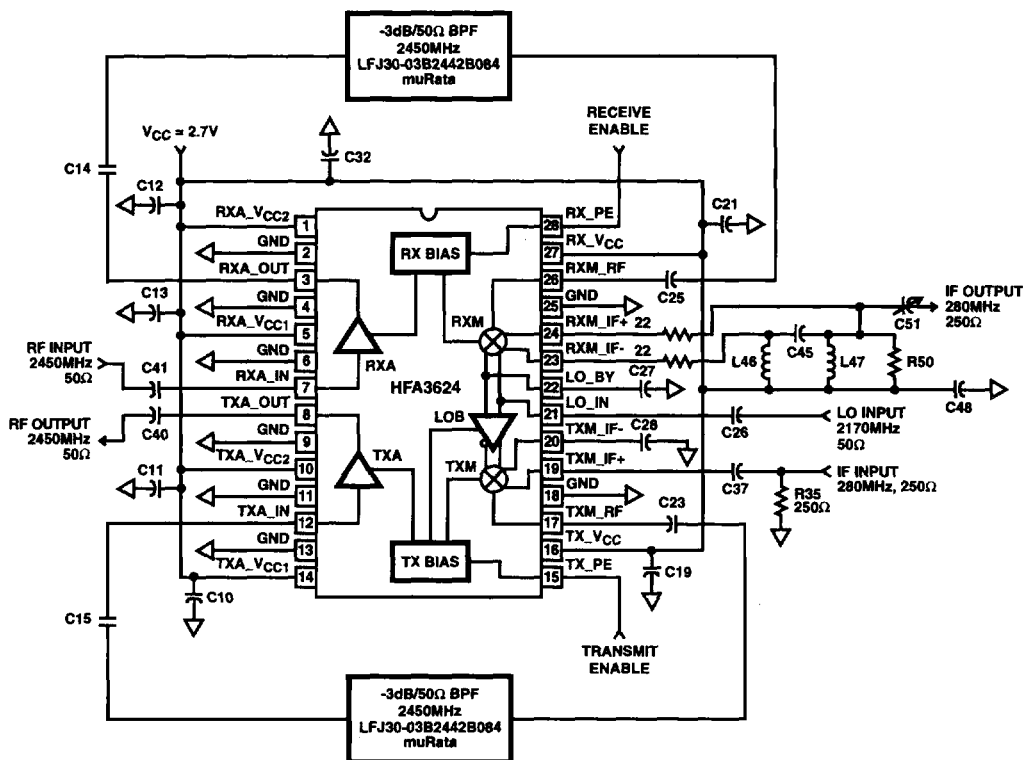 -3dB/50Ω BPF
2450MHz
LFJ30-03B2442B084
muRata
RECEIVE
ENABLE
VCC = 2.7V
C14
C32
C12
C21
RXA_VCC2
1
28
RX_PE
GND
2
RX BIAS
27
RX_VCC
RXA_OUT
3
26
RXM_RF
C25
C13
GND
4
25
GND
IF OUTPUT
280MHz
250Ω
C51
RXM
24
RXM_IF+ 22
RXA_VCC1
5
C45
RF INPUT
2450MHz
50Ω
GND
6
23
RXM_IF- 22
L46
L47
R50
C41
RXA
RXA_IN
7
HFA3624
22
LO_BY
C27
C48
TXA_OUT
8
LOB
21
LO_IN
C26
LO INPUT
2170MHz
50Ω
RF OUTPUT
2450MHz
50Ω
C40
GND
9
20
TXM_IF-
C28
TXA
TXM
TXA_VCC2
10
19
TXM_IF+
C37
IF INPUT
280MHz, 250Ω
C11
GND
11
18
GND
R35
250Ω
TXA_IN
12
17
TXM_RF
C23
GND
13
TX BIAS
16
TX_VCC
TXA_VCC1
14
15
TX_PE
C19
C10
C15
TRANSMIT
ENABLE
-3dB/50Ω BPF
2450MHz
LFJ30-03B2442B084
muRata